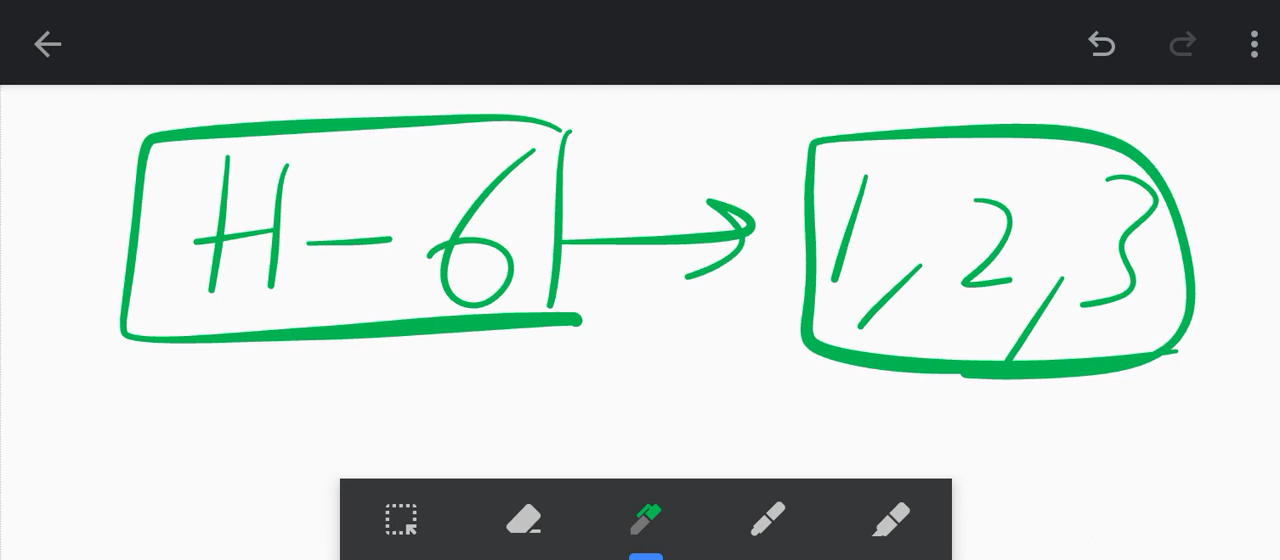 H - 6 → 1, 2, 3